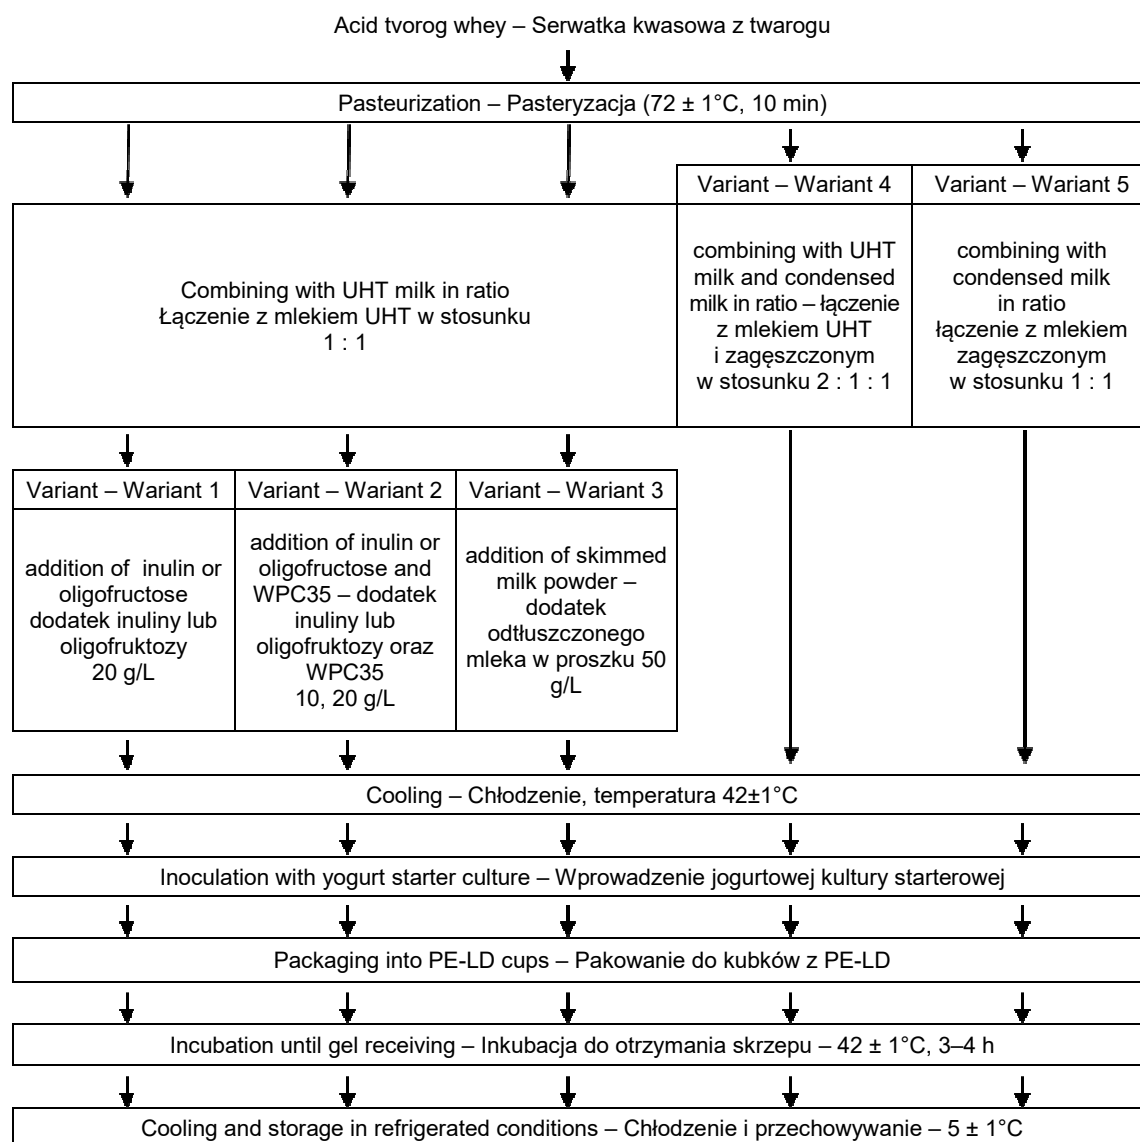 Acid tvorog whey – Serwatka kwasowa z twarogu
Pasteurization – Pasteryzacja (72 ± 1°C, 10 min)
Variant – Wariant 4
Variant – Wariant 5
Combining with UHT milk in ratio
Łączenie z mlekiem UHT w stosunku
1 : 1
combining with UHT
milk and condensed
milk in ratio – łączenie
z mlekiem UHT
i zagęszczonym
w stosunku 2 : 1 : 1
combining with
condensed milk
in ratio
łączenie z mlekiem
zagęszczonym
w stosunku 1 : 1
Variant – Wariant 1
Variant – Wariant 2
Variant – Wariant 3
addition of inulin or
oligofructose
dodatek inuliny lub
oligofruktozy
20 g/L
addition of inulin or
oligofructose and
WPC35 – dodatek
inuliny lub
oligofruktozy oraz
WPC35
10, 20 g/L
addition of skimmed
milk powder –
dodatek
odtłuszczonego
mleka w proszku 50
g/L
Cooling – Chłodzenie, temperatura 42±1°C
Inoculation with yogurt starter culture – Wprowadzenie jogurtowej kultury starterowej
Packaging into PE-LD cups – Pakowanie do kubków z PE-LD
Incubation until gel receiving – Inkubacja do otrzymania skrzepu – 42 ± 1°C, 3–4 h
Cooling and storage in refrigerated conditions – Chłodzenie i przechowywanie – 5 ± 1°C